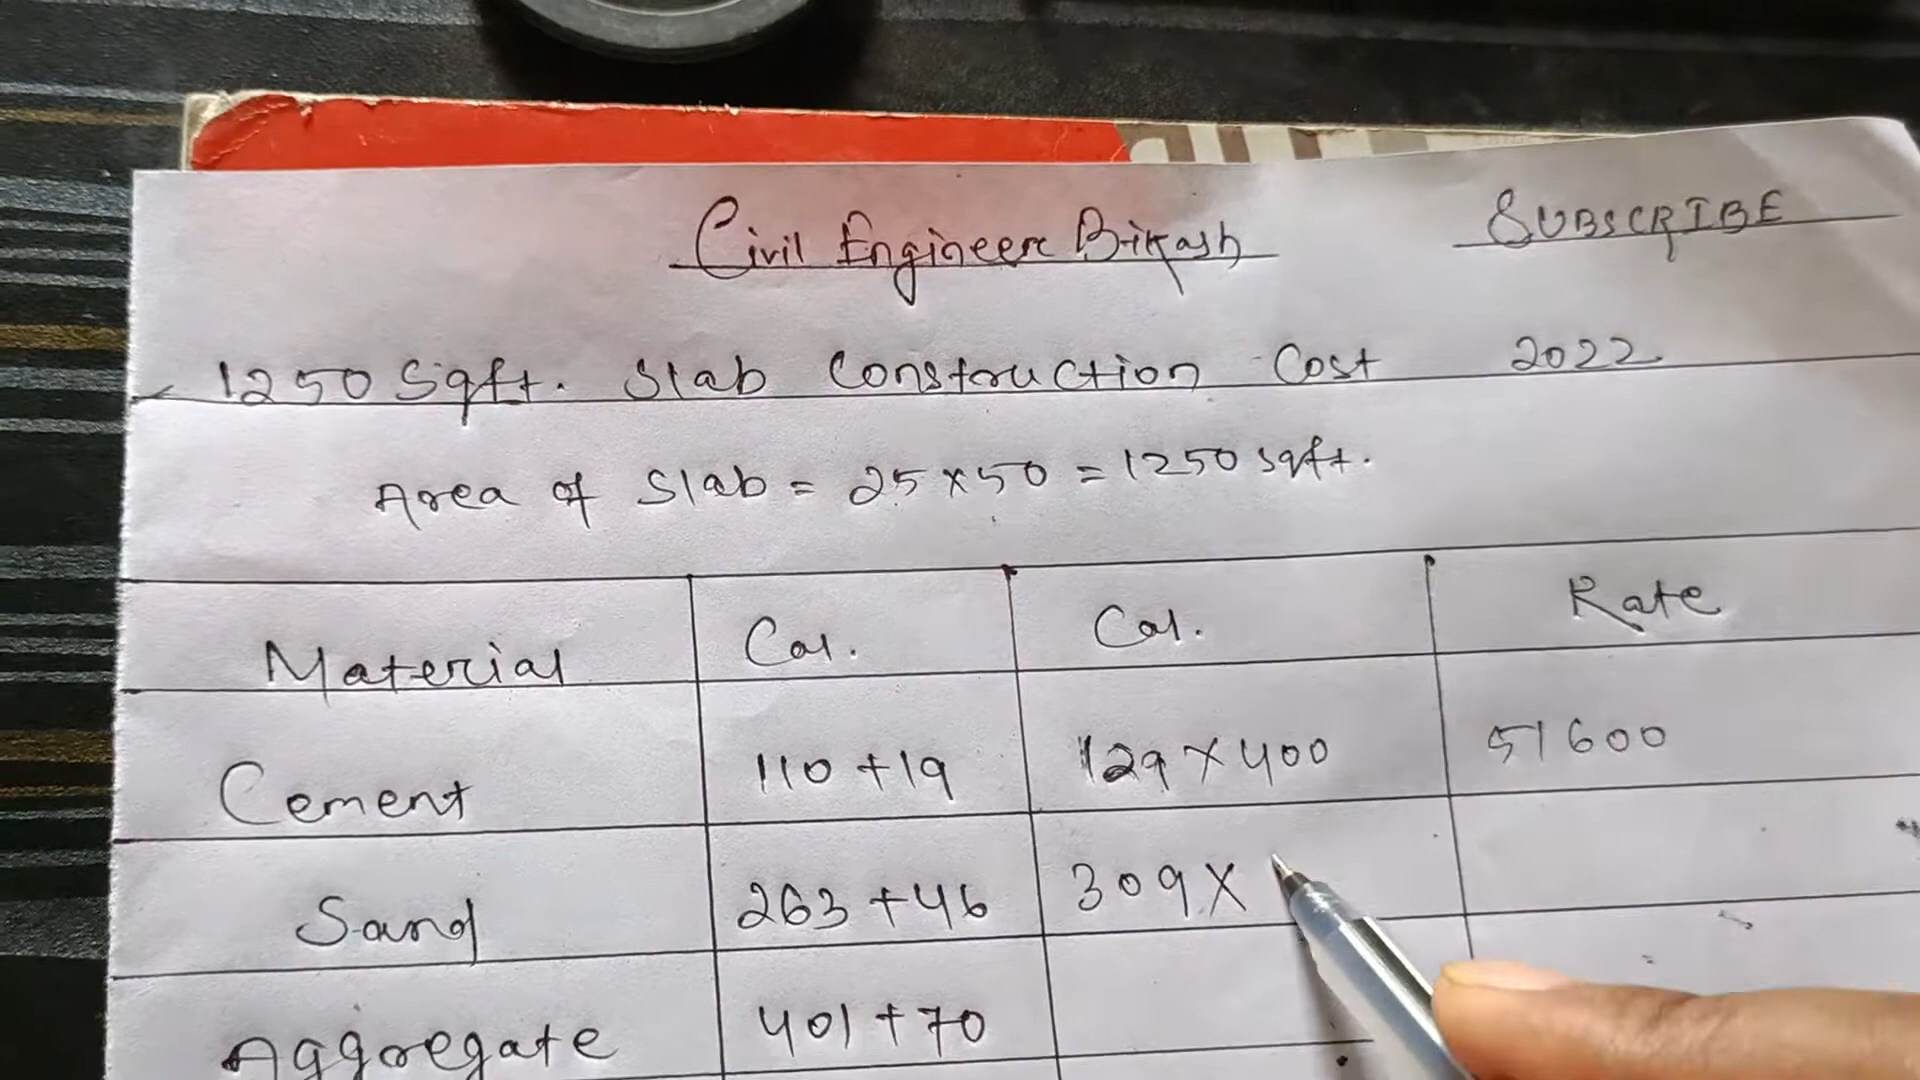 Civil Engineer Bikash SUBSCRIBE
1250 Sqft. Slab Construction Cost 2022
Area of Slab = 25 x 50 = 1250 sqft.
Material Cal. Cal. Rate
Cement 110 + 19 129 x 400 51600
Sand 263 + 46 309 x
Aggregate 401 + 70